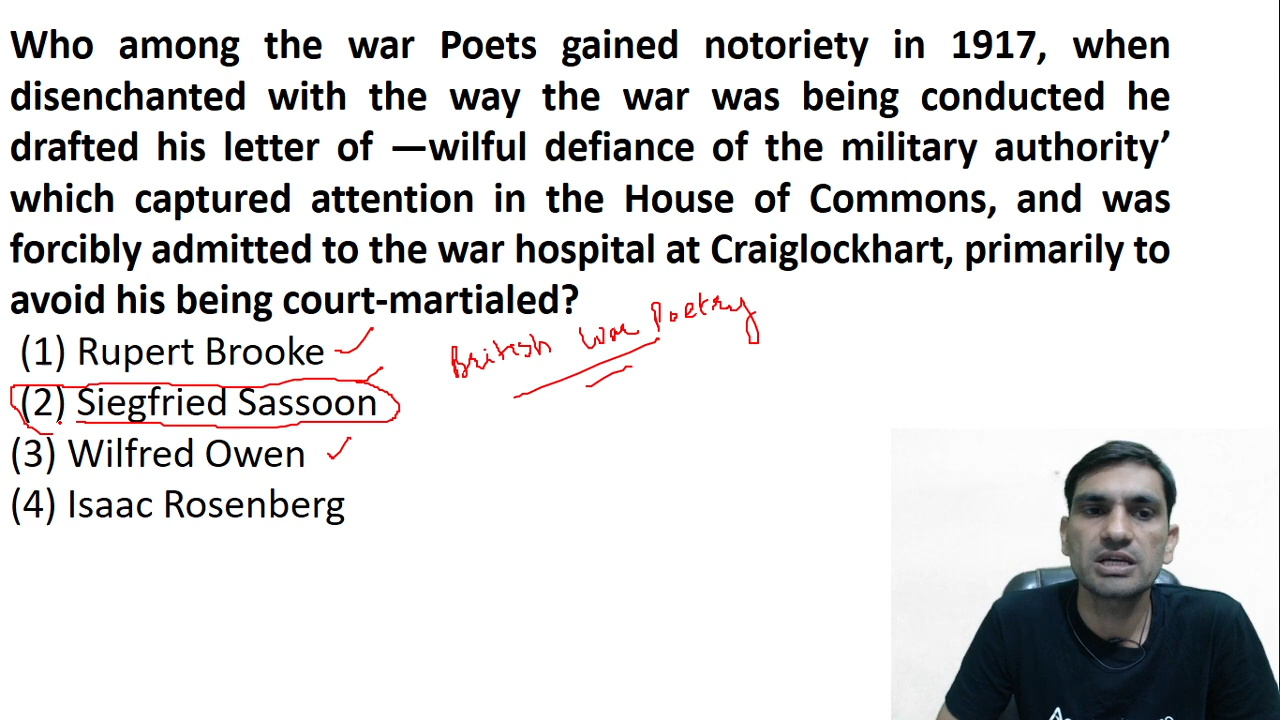 Who among the war Poets gained notoriety in 1917, when
disenchanted with the way the war was being conducted he
drafted his letter of —wilful defiance of the military authority’
which captured attention in the House of Commons, and was
forcibly admitted to the war hospital at Craiglockhart, primarily to
avoid his being court-martialed?
British War Poetry
(1) Rupert Brooke
(2) Siegfried Sassoon
(3) Wilfred Owen
(4) Isaac Rosenberg